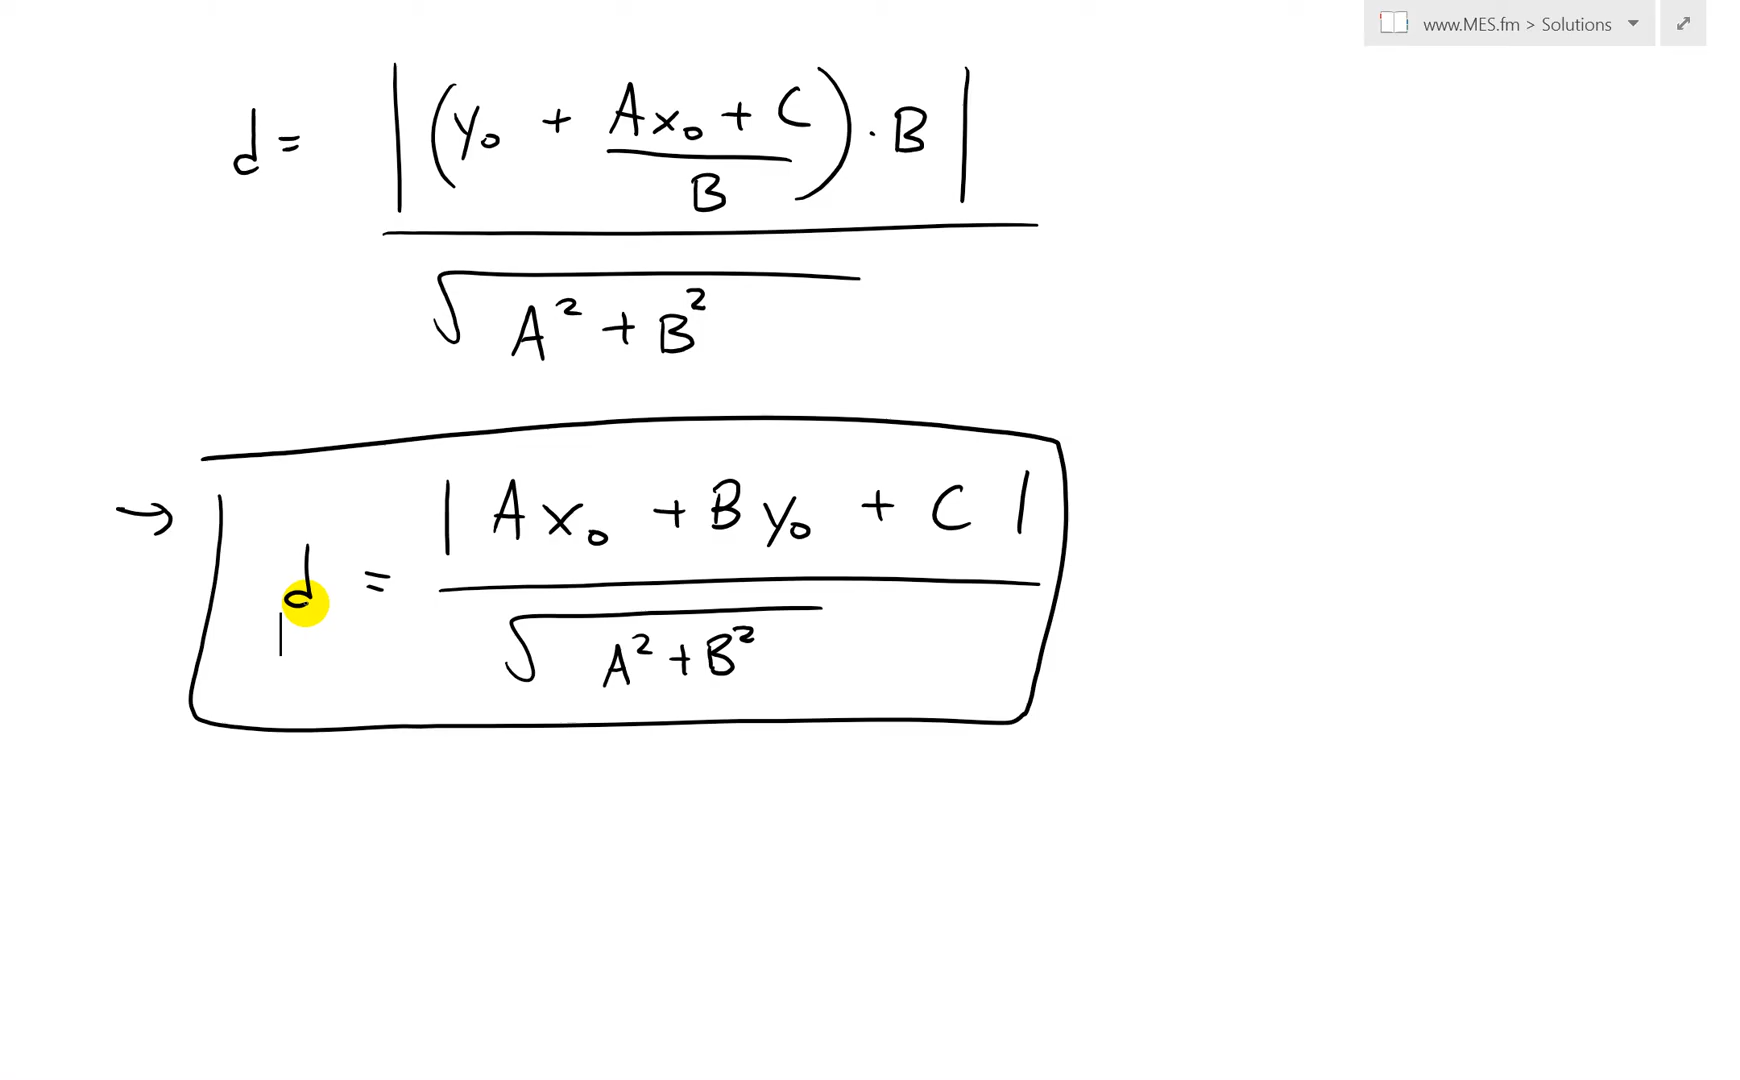 www.MES.fm > Solutions
d = | (y₀ + (Ax₀ + C)/B) · B | / √(A² + B²)
→ d = | Ax₀ + By₀ + C | / √(A² + B²)